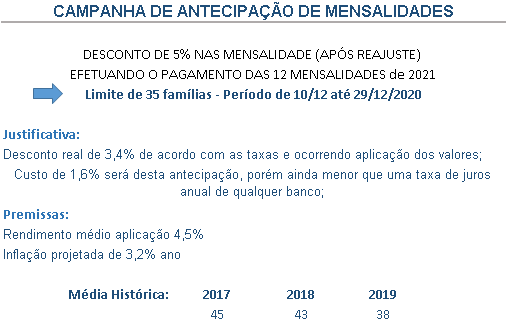 CAMPANHA DE ANTECIPAÇÃO DE MENSALIDADES
DESCONTO DE 5% NAS MENSALIDADE (APÓS REAJUSTE)
EFETUANDO O PAGAMENTO DAS 12 MENSALIDADES de 2021
Limite de 35 famílias - Período de 10/12 até 29/12/2020
Justificativa:
Desconto real de 3,4% de acordo com as taxas e ocorrendo aplicação dos valores;
Custo de 1,6% será desta antecipação, porém ainda menor que uma taxa de juros
anual de qualquer banco;
Premissas:
Rendimento médio aplicação 4,5%
Inflação projetada de 3,2% ano
Média Histórica: 2017 2018 2019
45 43 38